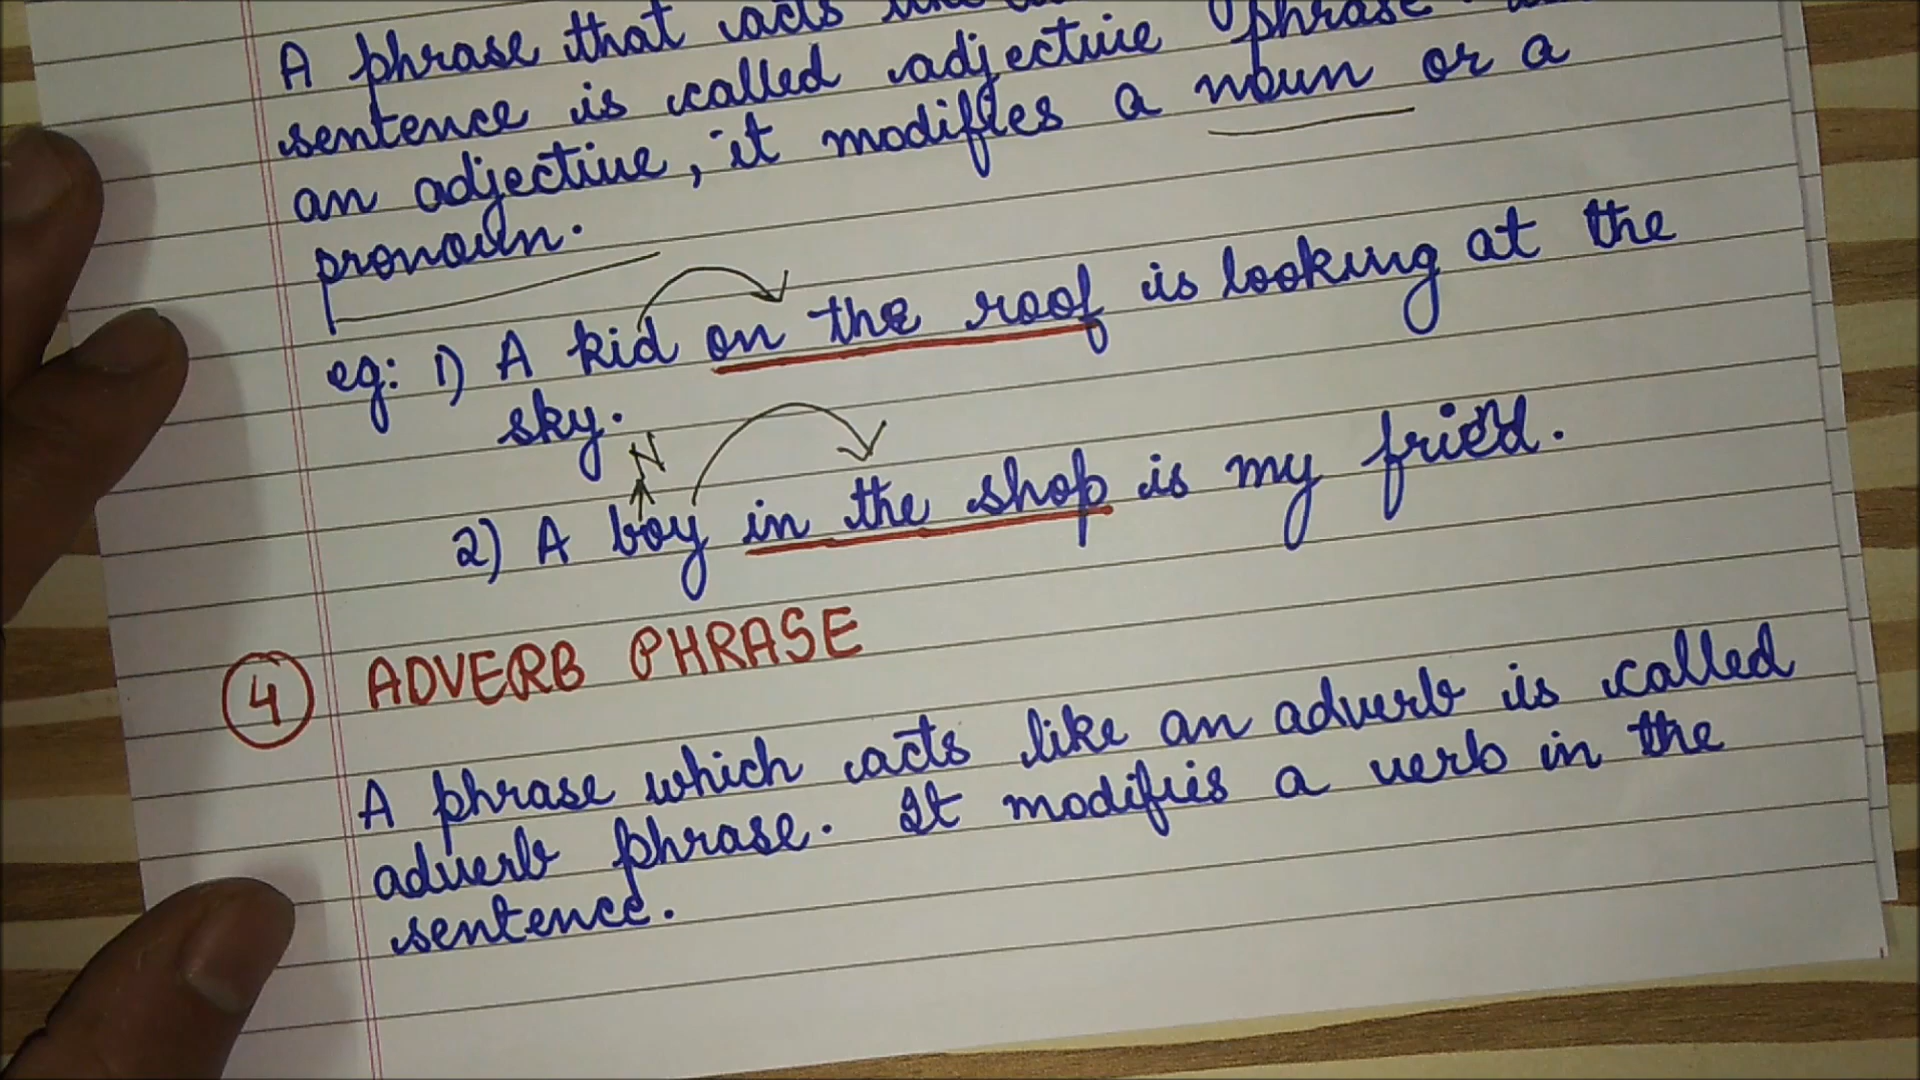 A phrase that acts
sentence is called adjective phrase.
an adjective, it modifies a noun or a
pronoun.
eg: 1) A kid on the roof is looking at the
sky.
N
2) A boy in the shop is my frind.
④ ADVERB PHRASE
A phrase which acts like an adverb is called
adverb phrase. It modifies a verb in the
sentence.